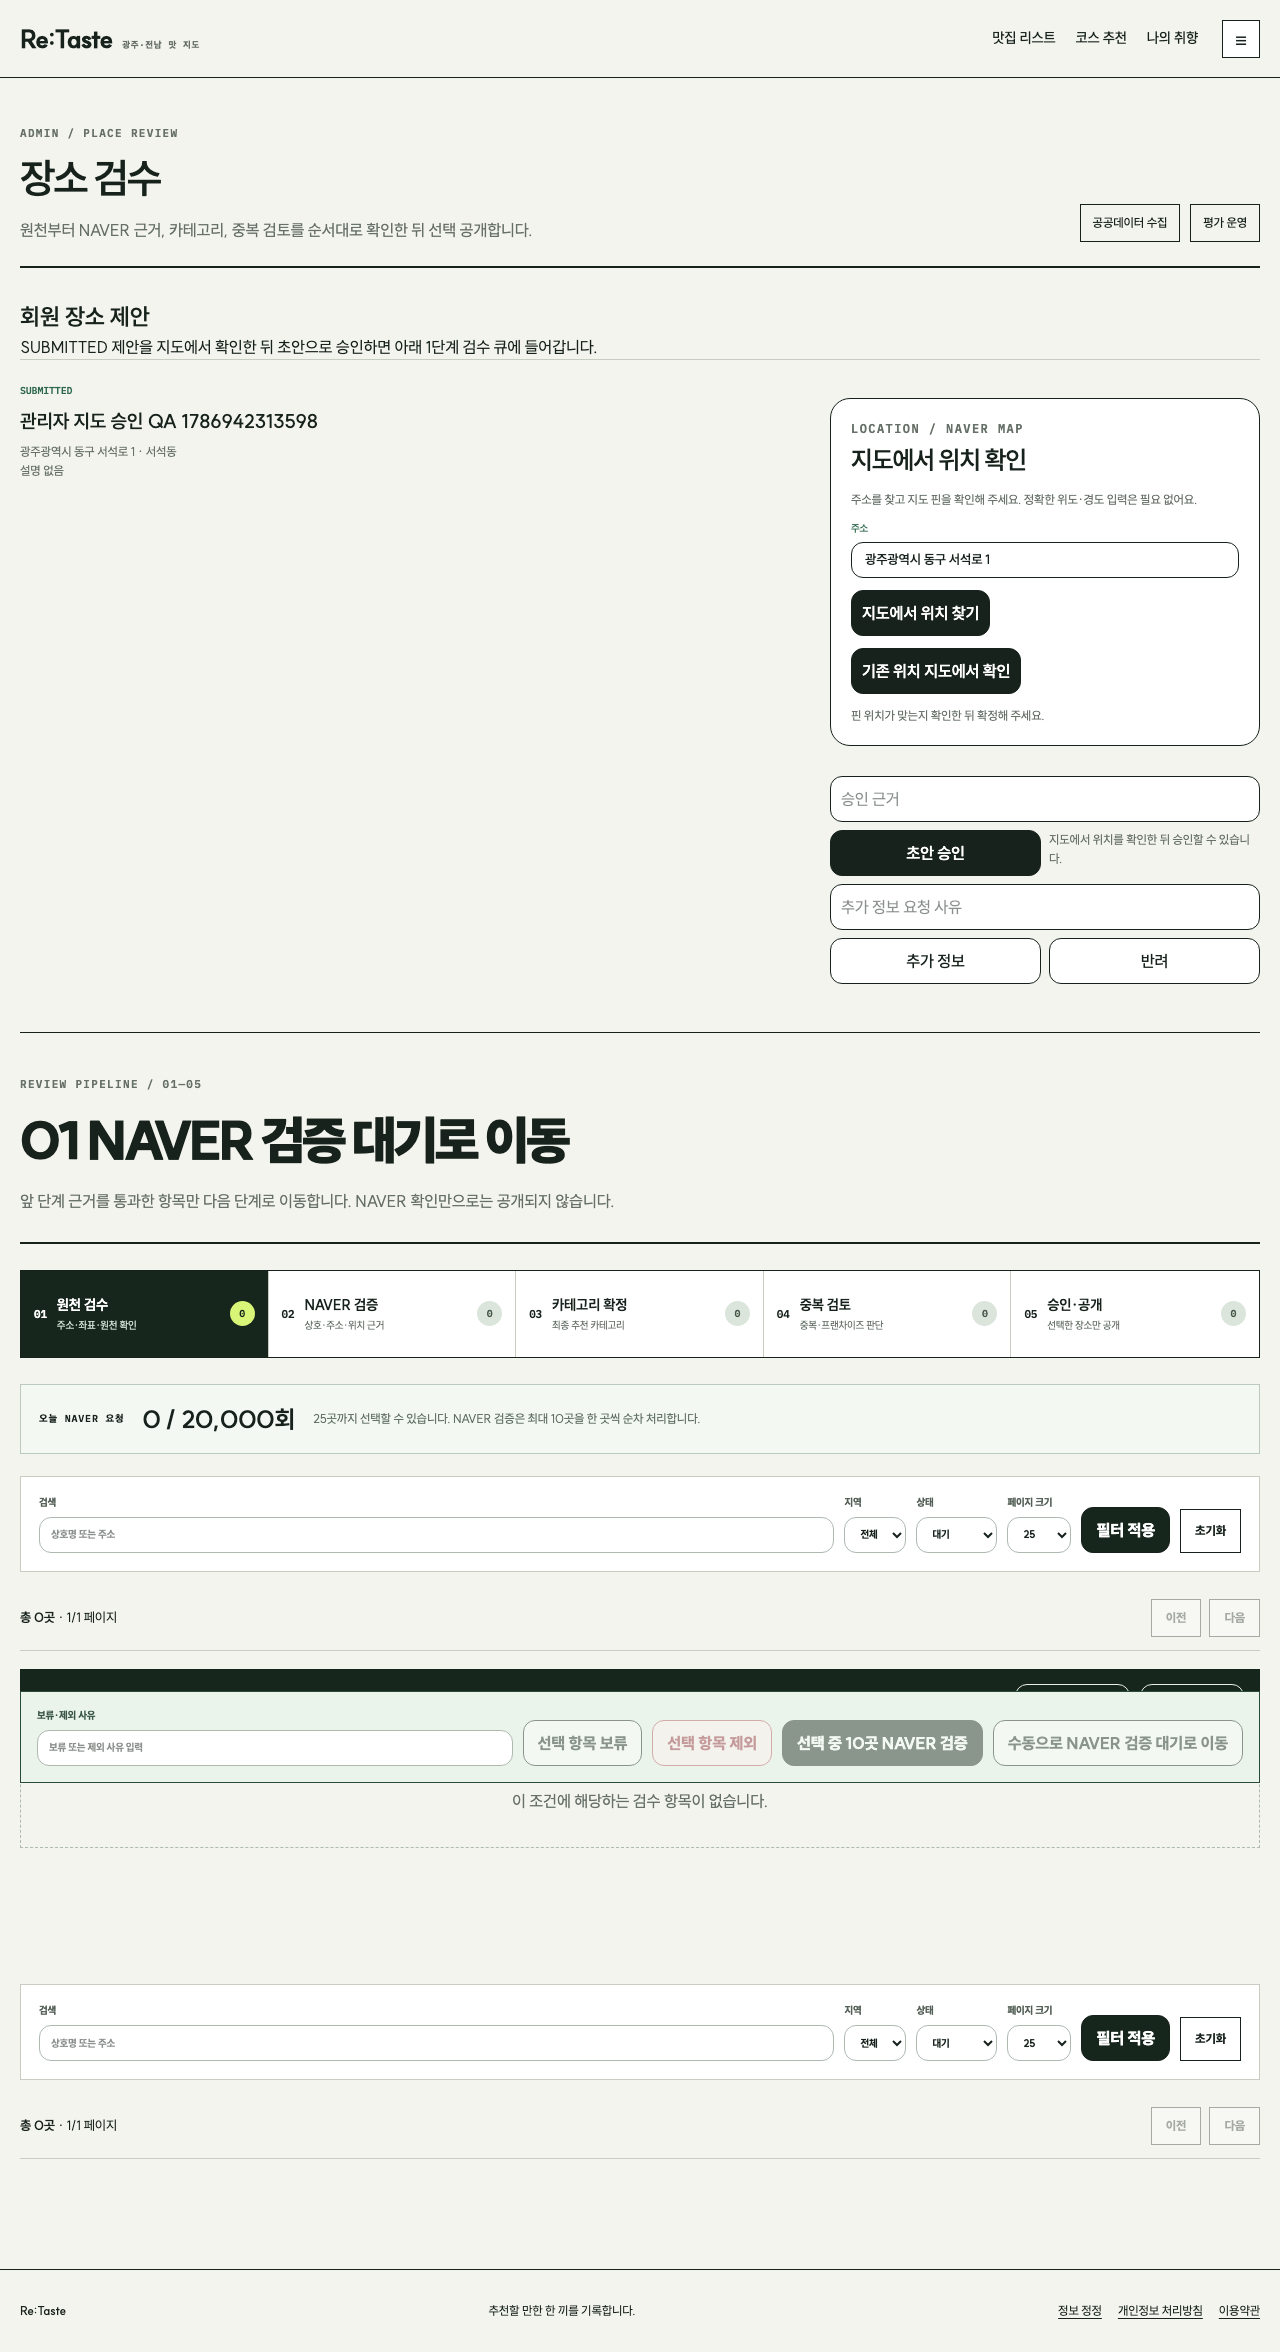 Re:Taste 광주·전남 맛 지도
맛집 리스트 코스 추천 나의 취향 ≡
ADMIN / PLACE REVIEW
장소 검수
원천부터 NAVER 근거, 카테고리, 중복 검토를 순서대로 확인한 뒤 선택 공개합니다.
공공데이터 수집 평가 운영
회원 장소 제안
SUBMITTED 제안을 지도에서 확인한 뒤 초안으로 승인하면 아래 1단계 검수 큐에 들어갑니다.
SUBMITTED
관리자 지도 승인 QA 1786942313598
광주광역시 동구 서석로 1 · 서석동
설명 없음
LOCATION / NAVER MAP
지도에서 위치 확인
주소를 찾고 지도 핀을 확인해 주세요. 정확한 위도·경도 입력은 필요 없어요.
주소
광주광역시 동구 서석로 1
지도에서 위치 찾기
기존 위치 지도에서 확인
핀 위치가 맞는지 확인한 뒤 확정해 주세요.
승인 근거
초안 승인
지도에서 위치를 확인한 뒤 승인할 수 있습니
다.
추가 정보 요청 사유
추가 정보 반려
REVIEW PIPELINE / 01—05
01 NAVER 검증 대기로 이동
앞 단계 근거를 통과한 항목만 다음 단계로 이동합니다. NAVER 확인만으로는 공개되지 않습니다.
01 원천 검수 0
주소·좌표·원천 확인
02 NAVER 검증 0
상호·주소·위치 근거
03 카테고리 확정 0
최종 추천 카테고리
04 중복 검토 0
중복·프랜차이즈 판단
05 승인·공개 0
선택한 장소만 공개
오늘 NAVER 요청 0 / 20,000회 25곳까지 선택할 수 있습니다. NAVER 검증은 최대 10곳을 한 곳씩 순차 처리합니다.
검색 지역 상태 페이지 크기
상호명 또는 주소 전체 대기 25 필터 적용 초기화
총 0곳 · 1/1 페이지 이전 다음
보류·제외 사유
보류 또는 제외 사유 입력 선택 항목 보류 선택 항목 제외 선택 중 10곳 NAVER 검증 수동으로 NAVER 검증 대기로 이동
이 조건에 해당하는 검수 항목이 없습니다.
검색 지역 상태 페이지 크기
상호명 또는 주소 전체 대기 25 필터 적용 초기화
총 0곳 · 1/1 페이지 이전 다음
Re:Taste 추천할 만한 한 끼를 기록합니다. 정보 정정 개인정보 처리방침 이용약관